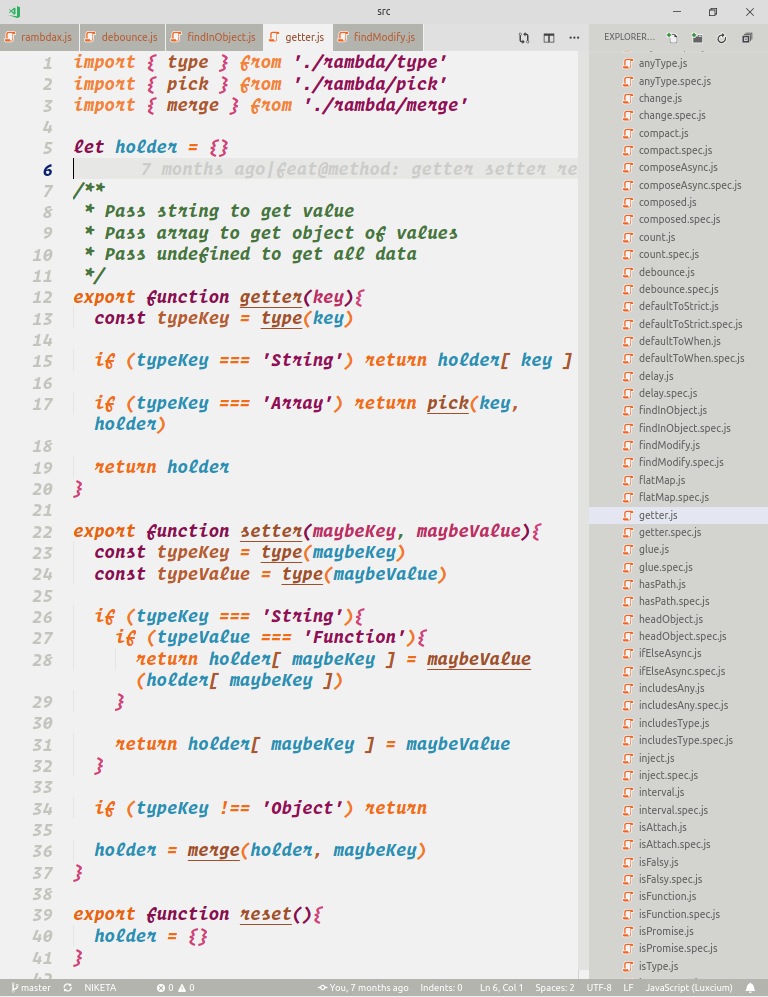 src
rambdax.js
debounce.js
findInObject.js
getter.js
findModify.js
EXPLORER...
1 import { type } from './rambda/type'
2 import { pick } from './rambda/pick'
3 import { merge } from './rambda/merge'
4
5 let holder = {}
6 7 months ago|feat@method: getter setter re
7 /**
8 * Pass string to get value
9 * Pass array to get object of values
10 * Pass undefined to get all data
11 */
12 export function getter(key){
13 const typeKey = type(key)
14
15 if (typeKey === 'String') return holder[ key ]
16
17 if (typeKey === 'Array') return pick(key,
holder)
18
19 return holder
20 }
21
22 export function setter(maybeKey, maybeValue){
23 const typeKey = type(maybeKey)
24 const typeValue = type(maybeValue)
25
26 if (typeKey === 'String'){
27 if (typeValue === 'Function'){
28 return holder[ maybeKey ] = maybeValue
(holder[ maybeKey ])
29 }
30
31 return holder[ maybeKey ] = maybeValue
32 }
33
34 if (typeKey !== 'Object') return
35
36 holder = merge(holder, maybeKey)
37 }
38
39 export function reset(){
40 holder = {}
41 }
42
anyType.js
anyType.spec.js
change.js
change.spec.js
compact.js
compact.spec.js
composeAsync.js
composeAsync.spec.js
composed.js
composed.spec.js
count.js
count.spec.js
debounce.js
debounce.spec.js
defaultToStrict.js
defaultToStrict.spec.js
defaultToWhen.js
defaultToWhen.spec.js
delay.js
delay.spec.js
findInObject.js
findInObject.spec.js
findModify.js
findModify.spec.js
flatMap.js
flatMap.spec.js
getter.js
getter.spec.js
glue.js
glue.spec.js
hasPath.js
hasPath.spec.js
headObject.js
headObject.spec.js
ifElseAsync.js
ifElseAsync.spec.js
includesAny.js
includesAny.spec.js
includesType.js
includesType.spec.js
inject.js
inject.spec.js
interval.js
interval.spec.js
isAttach.js
isAttach.spec.js
isFalsy.js
isFalsy.spec.js
isFunction.js
isFunction.spec.js
isPromise.js
isPromise.spec.js
isType.js
master NIKETA 0 0 You, 7 months ago Indents: 0 Ln 6, Col 1 Spaces: 2 UTF-8 LF JavaScript (Luxcium)